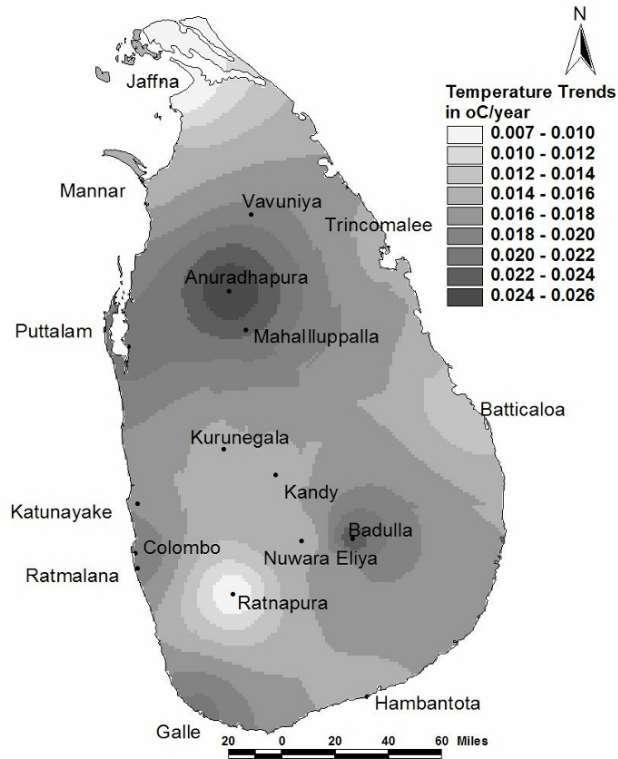 N
Jaffna
Temperature Trends
in oC/year
0.007 - 0.010
0.010 - 0.012
0.012 - 0.014
0.014 - 0.016
0.016 - 0.018
0.018 - 0.020
0.020 - 0.022
0.022 - 0.024
0.024 - 0.026
Mannar
Vavuniya
Trincomalee
Anuradhapura
Puttalam
MahaIlluppalla
Batticaloa
Kurunegala
Kandy
Katunayake
Badulla
Colombo
Nuwara Eliya
Ratmalana
Ratnapura
Hambantota
Galle
20 0 20 40 60 Miles